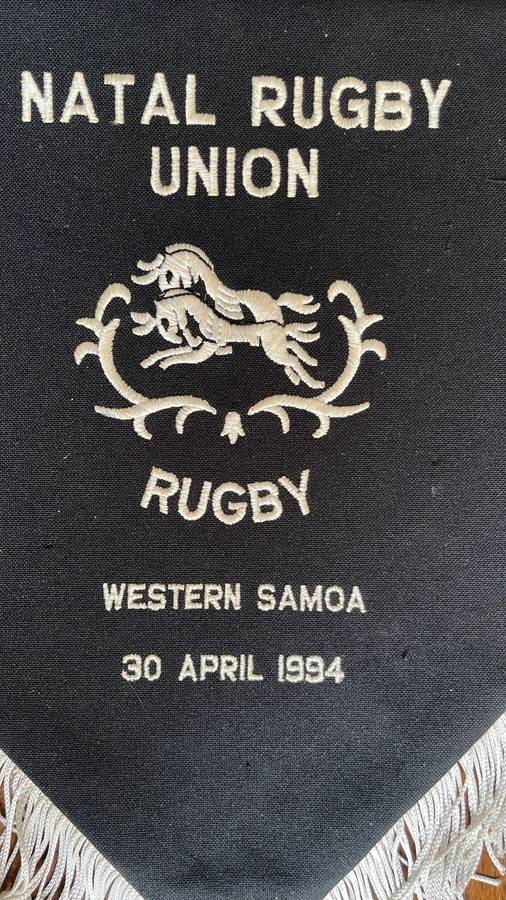 NATAL RUGBY
UNION
RUGBY
WESTERN SAMOA
30 APRIL 1994